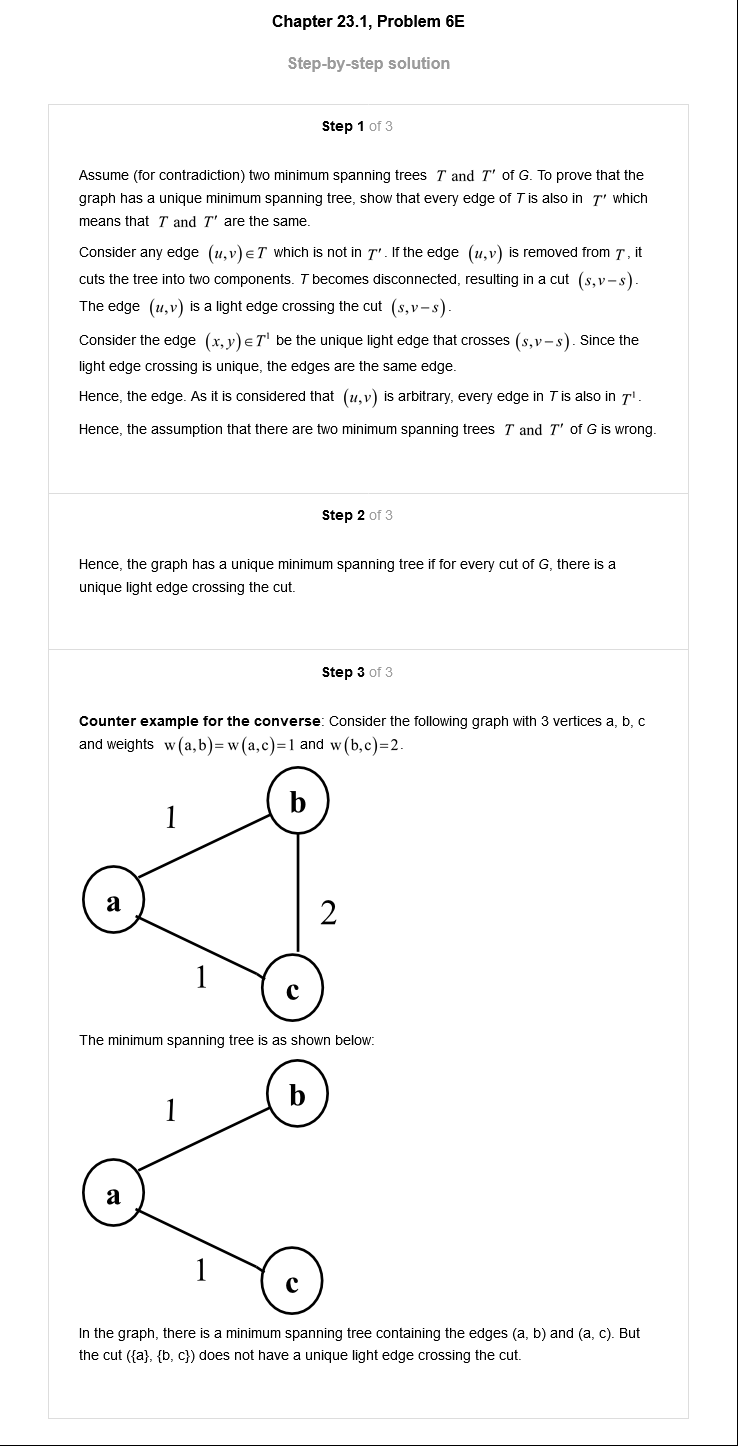 Chapter 23.1, Problem 6E
Step-by-step solution
Step 1 of 3
Assume (for contradiction) two minimum spanning trees T and T′ of G. To prove that the
graph has a unique minimum spanning tree, show that every edge of T is also in T′ which
means that T and T′ are the same.
Consider any edge (u,v)∈T which is not in T′. If the edge (u,v) is removed from T, it
cuts the tree into two components. T becomes disconnected, resulting in a cut (s,v−s).
The edge (u,v) is a light edge crossing the cut (s,v−s).
Consider the edge (x,y)∈T' be the unique light edge that crosses (s,v−s). Since the
light edge crossing is unique, the edges are the same edge.
Hence, the edge. As it is considered that (u,v) is arbitrary, every edge in T is also in T'.
Hence, the assumption that there are two minimum spanning trees T and T′ of G is wrong.
Step 2 of 3
Hence, the graph has a unique minimum spanning tree if for every cut of G, there is a
unique light edge crossing the cut.
Step 3 of 3
Counter example for the converse: Consider the following graph with 3 vertices a, b, c
and weights w(a,b)=w(a,c)=1 and w(b,c)=2.
b
1
a
2
1
c
The minimum spanning tree is as shown below:
b
1
a
1
c
In the graph, there is a minimum spanning tree containing the edges (a, b) and (a, c). But
the cut ({a}, {b, c}) does not have a unique light edge crossing the cut.